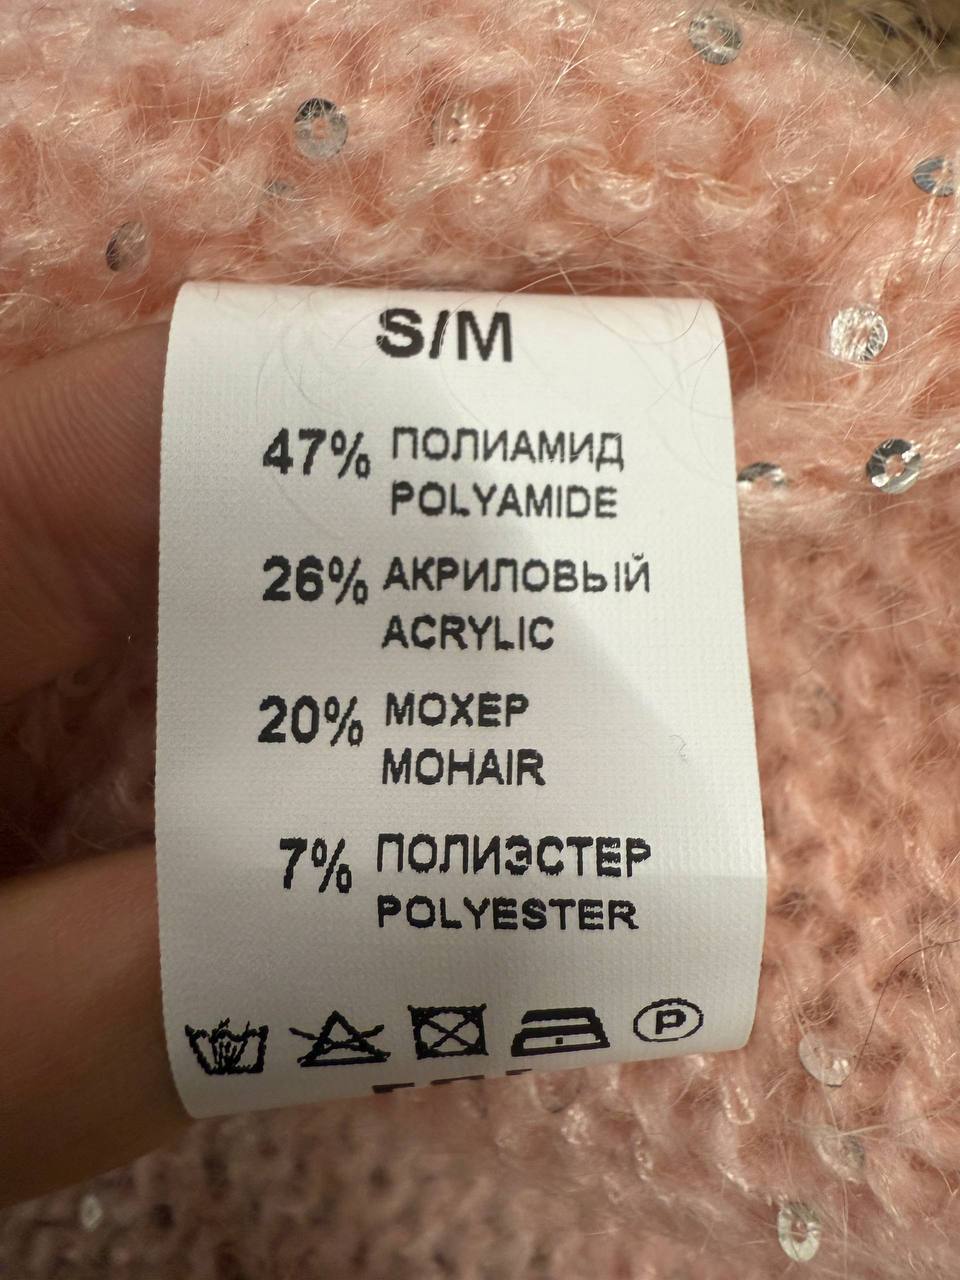 S/M
47% ПОЛИАМИД
POLYAMIDE
26% АКРИЛОВЫЙ
ACRYLIC
20% МОХЕР
MOHAIR
7% ПОЛИЭСТЕР
POLYESTER
P